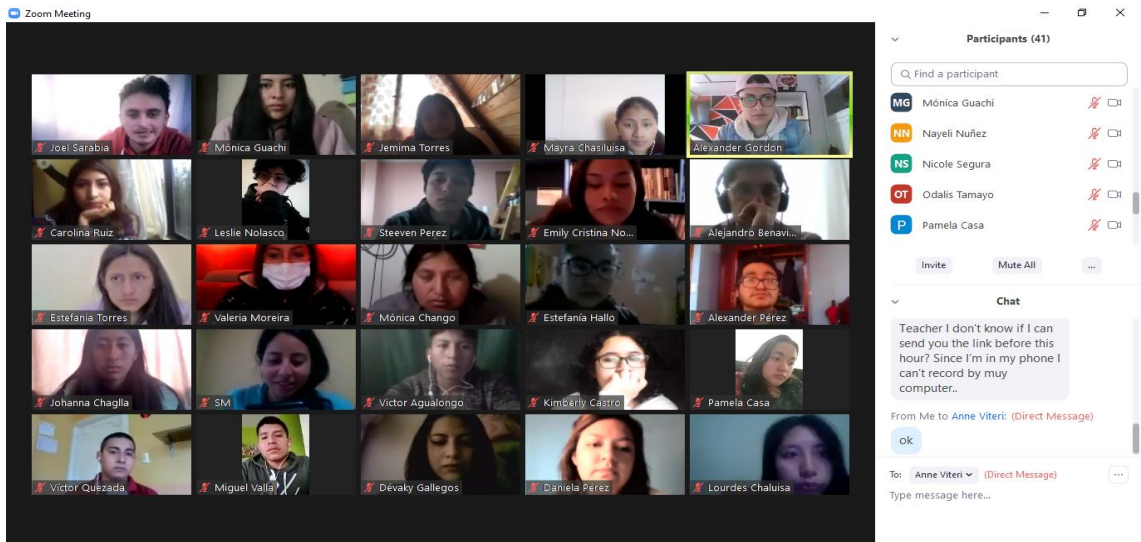 Zoom Meeting
Joel Sarabia
Mónica Guachi
Jemima Torres
Mayra Chasiluisa
Alexander Gordon
Carolina Ruiz
Leslie Nolasco
Steeven Perez
Emily Cristina No...
Alejandro Benavi...
Estefania Torres
Valeria Moreira
Mónica Chango
Estefanía Hallo
Alexander Pérez
Johanna Chaglla
SM
Victor Agualongo
Kimberly Castro
Pamela Casa
Víctor Quezada
Miguel Valla
Dévaky Gallegos
Daniela Pérez
Lourdes Chaluisa
Participants (41)
Find a participant
MG Mónica Guachi
NN Nayeli Nuñez
NS Nicole Segura
OT Odalis Tamayo
P Pamela Casa
Invite Mute All ...
Chat
Teacher I don't know if I can
send you the link before this
hour? Since I'm in my phone I
can't record by muy
computer..
From Me to Anne Viteri: (Direct Message)
ok
To: Anne Viteri (Direct Message) ...
Type message here...